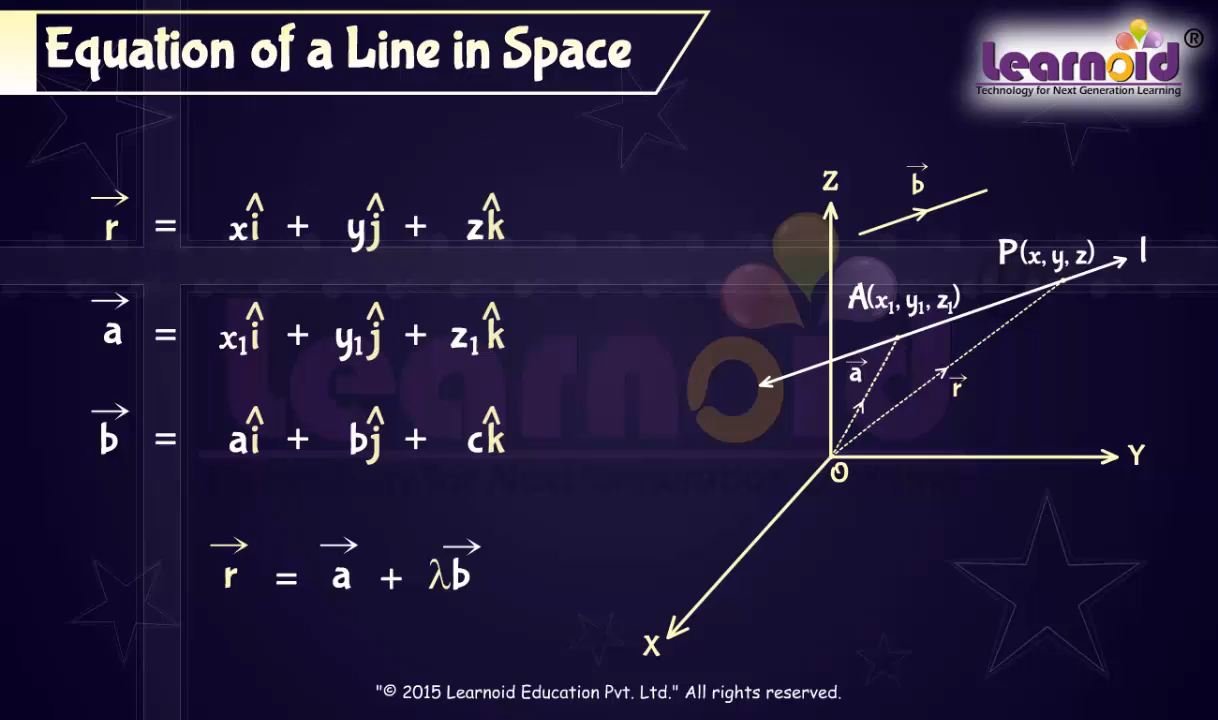 Equation of a Line in Space
Learnoid®
Technology for Next Generation Learning
r⃗ = xî + yĵ + zk̂
a⃗ = x₁î + y₁ĵ + z₁k̂
b⃗ = aî + bĵ + ck̂
r⃗ = a⃗ + λb⃗
Z
b⃗
P(x, y, z)
l
A(x₁, y₁, z₁)
a⃗
r⃗
O
Y
X
"© 2015 Learnoid Education Pvt. Ltd." All rights reserved.